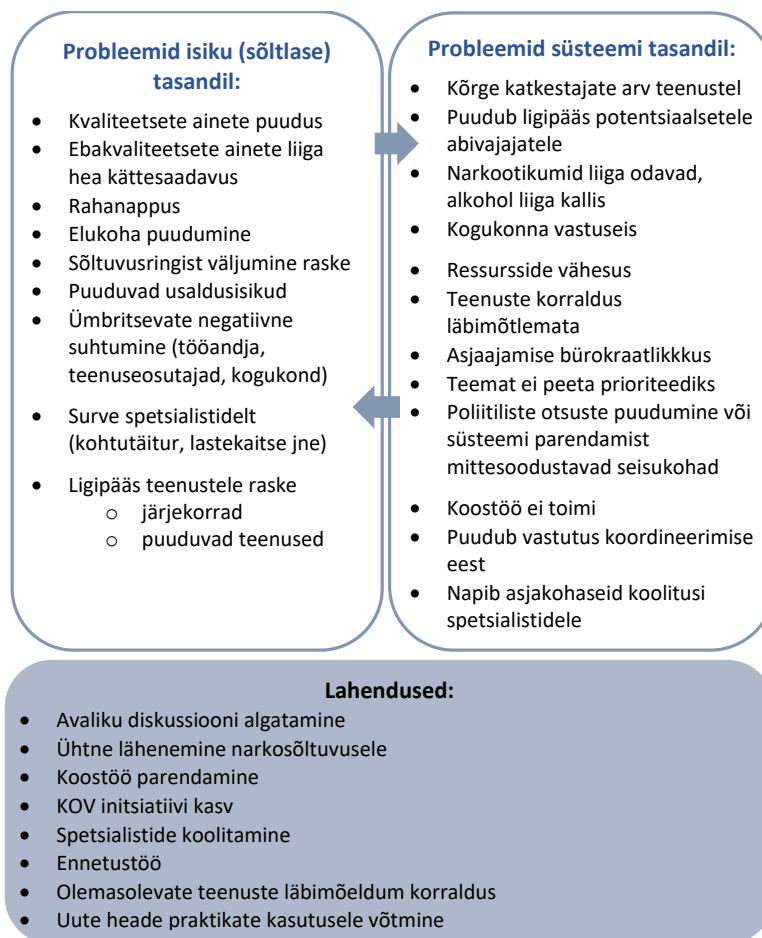 Probleemid isiku (sõltlase)
tasandil:
• Kvaliteetsete ainete puudus
• Ebakvaliteetsete ainete liiga
hea kättesaadavus
• Rahanappus
• Elukoha puudumine
• Sõltuvusringist väljumine raske
• Puuduvad usaldusisikud
• Ümbritsevate negatiivne
suhtumine (tööandja,
teenuseosutajad, kogukond)
• Surve spetsialistidelt
(kohtutäitur, lastekaitse jne)
• Ligipääs teenustele raske
o järjekorrad
o puuduvad teenused
Probleemid süsteemi tasandil:
• Kõrge katkestajate arv teenustel
• Puudub ligipääs potentsiaalsetele
abivajajatele
• Narkootikumid liiga odavad,
alkohol liiga kallis
• Kogukonna vastuseis
• Ressursside vähesus
• Teenuste korraldus
läbimõtlemata
• Asjaajamise bürokraatlikkkus
• Teemat ei peeta prioriteediks
• Poliitiliste otsuste puudumine või
süsteemi parendamist
mittesoodustavad seisukohad
• Koostöö ei toimi
• Puudub vastutus koordineerimise
eest
• Napib asjakohaseid koolitusi
spetsialistidele
Lahendused:
• Avaliku diskussiooni algatamine
• Ühtne lähenemine narkosõltuvusele
• Koostöö parendamine
• KOV initsiatiivi kasv
• Spetsialistide koolitamine
• Ennetustöö
• Olemasolevate teenuste läbimõeldum korraldus
• Uute heade praktikate kasutusele võtmine